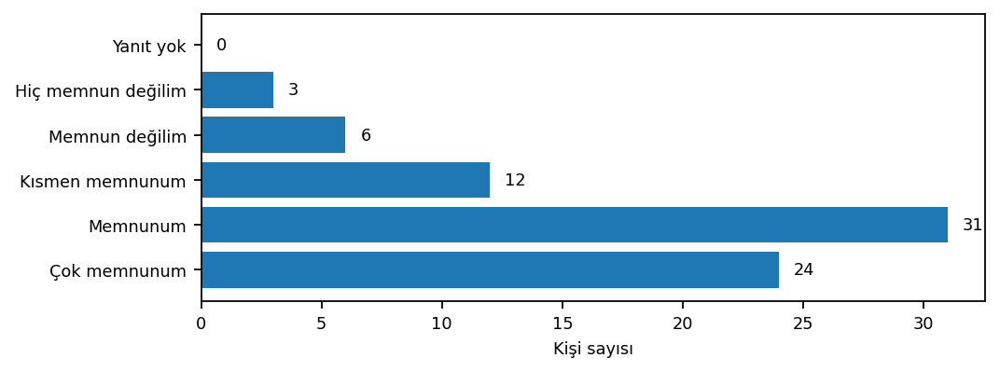 Yanıt yok 0
Hiç memnun değilim 3
Memnun değilim 6
Kısmen memnunum 12
Memnunum 31
Çok memnunum 24
0 5 10 15 20 25 30
Kişi sayısı